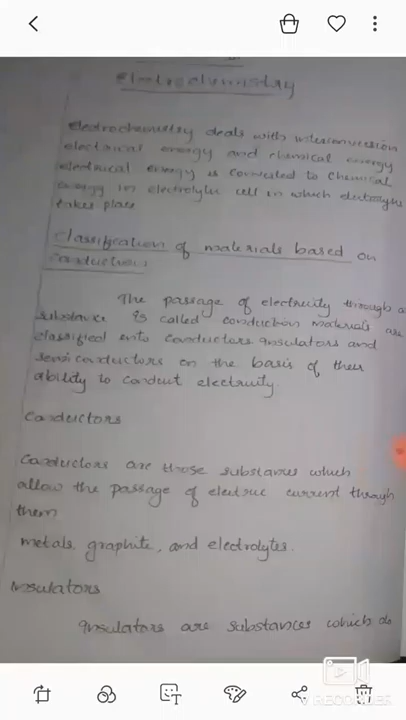 Electrochemistry
Electrochemistry deals with interconversion
electrical energy and chemical energy
electrical energy is converted to chemical
energy in electrolytic cell in which electrolysis
takes place
Classification of materials based on
conduction:
The passage of electricity through a
substance is called conduction materials are
classified into conductors insulators and
semiconductors on the basis of their
ability to conduct electricity.
Conductors
Conductors are those substances which
allow the passage of electric current through
them
metals, graphite, and electrolytes.
Insulators
Insulators are substances which do
RECORDER